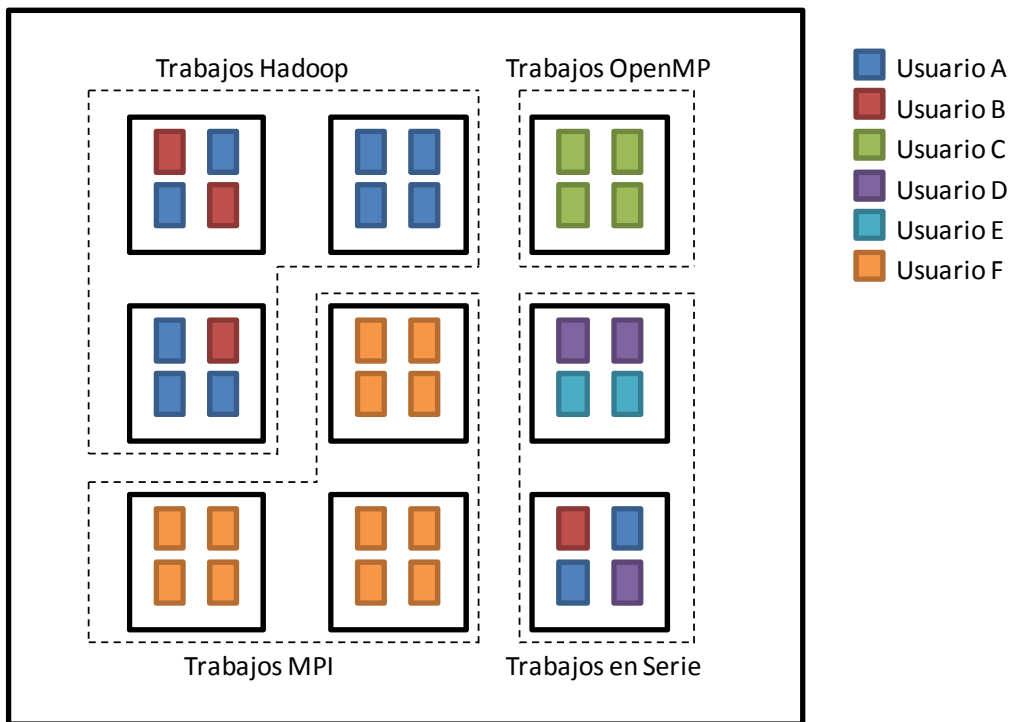 Trabajos Hadoop
Trabajos OpenMP
Usuario A
Usuario B
Usuario C
Usuario D
Usuario E
Usuario F
Trabajos MPI
Trabajos en Serie